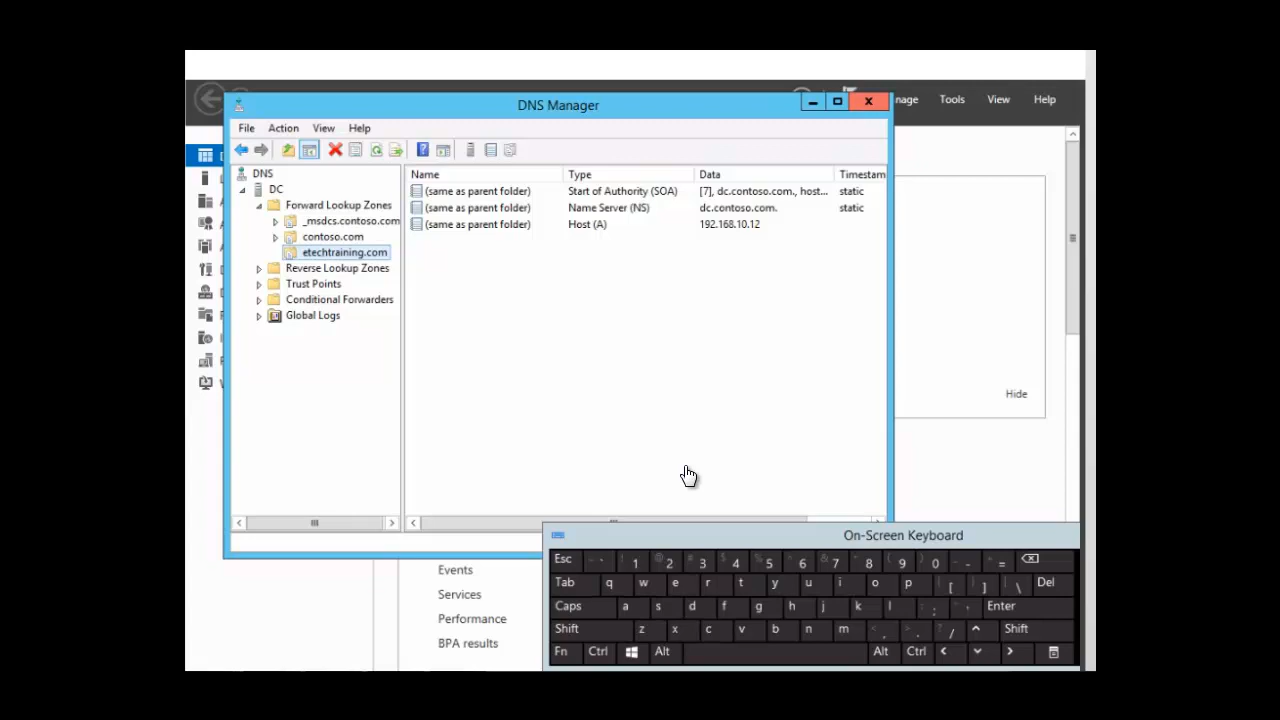 DNS Manager
nage Tools View Help
File Action View Help
DNS
DC
Forward Lookup Zones
_msdcs.contoso.com
contoso.com
etechtraining.com
Reverse Lookup Zones
Trust Points
Conditional Forwarders
Global Logs
Name Type Data Timestam
(same as parent folder) Start of Authority (SOA) [7], dc.contoso.com., host... static
(same as parent folder) Name Server (NS) dc.contoso.com. static
(same as parent folder) Host (A) 192.168.10.12
Hide
Events
Services
Performance
BPA results
On-Screen Keyboard
Esc ` ! 1 @ 2 # 3 $ 4 % 5 ^ 6 & 7 * 8 ( 9 ) 0 _ - + =
Tab q w e r t y u i o p [ ] \ Del
Caps a s d f g h j k l : ; Enter
Shift z x c v b n m < , > . ? / Shift
Fn Ctrl Alt Alt Ctrl